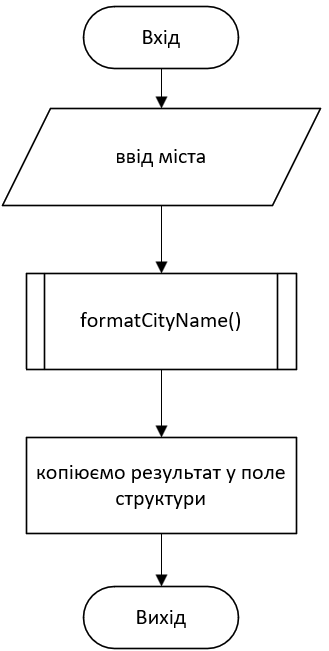 Вхід
ввід міста
formatCityName()
копіюємо результат у поле
структури
Вихід